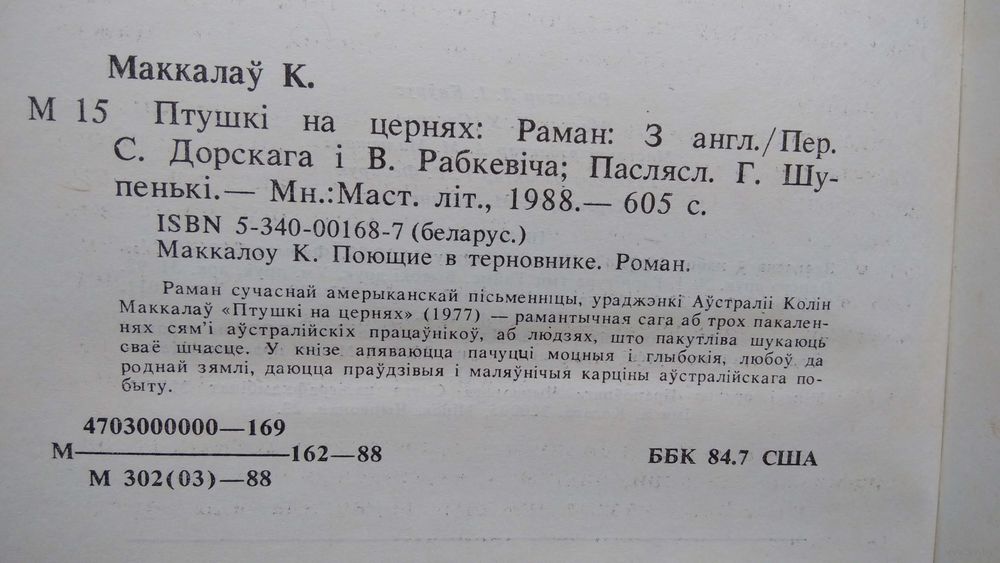 Маккалаў К.
М 15 Птушкі на цернях: Раман: З англ./Пер.
С. Дорскага і В. Рабкевіча; Паслясл. Г. Шу-
пенькі.— Мн.:Маст. літ., 1988.— 605 с.
ISBN 5-340-00168-7 (беларус.)
Маккалоу К. Поющие в терновнике. Роман.
Раман сучаснай амерыканскай пісьменніцы, ураджэнкі Аўстраліі Колін
Маккалаў «Птушкі на цернях» (1977) — рамантычная сага аб трох пакален-
нях сям’і аўстралійскіх працаўнікоў, аб людзях, што пакутліва шукаюць
сваё шчасце. У кнізе апяваюцца пачуцці моцныя і глыбокія, любоў да
роднай зямлі, даюцца праўдзівыя і маляўнічыя карціны аўстралійскага по-
быту.
4703000000—169
М—162—88
М 302(03)—88
ББК 84.7 США